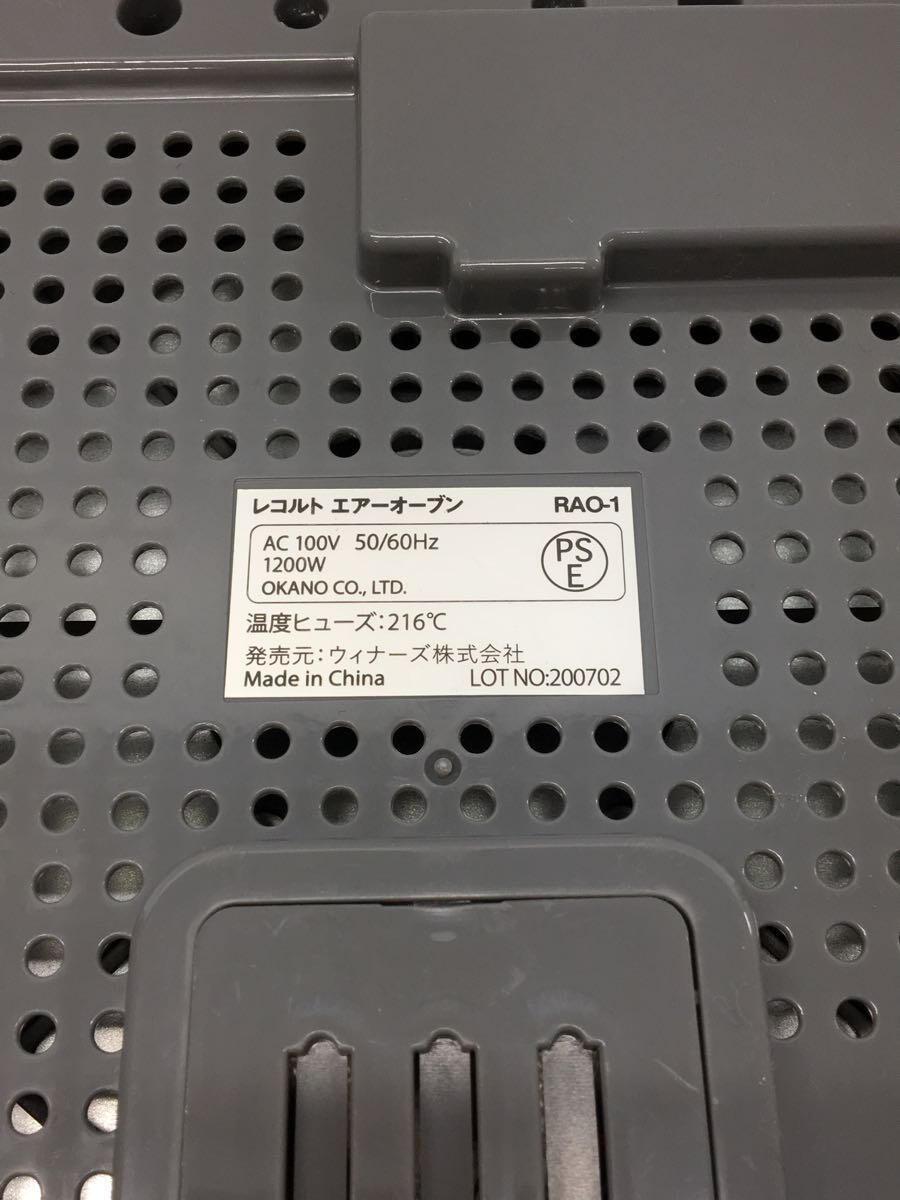 レコルト エアーオーブン RAO-1
AC 100V 50/60Hz
1200W
OKANO CO., LTD.
PS
E
温度ヒューズ:216℃
発売元:ウィナーズ株式会社
Made in China LOT NO:200702